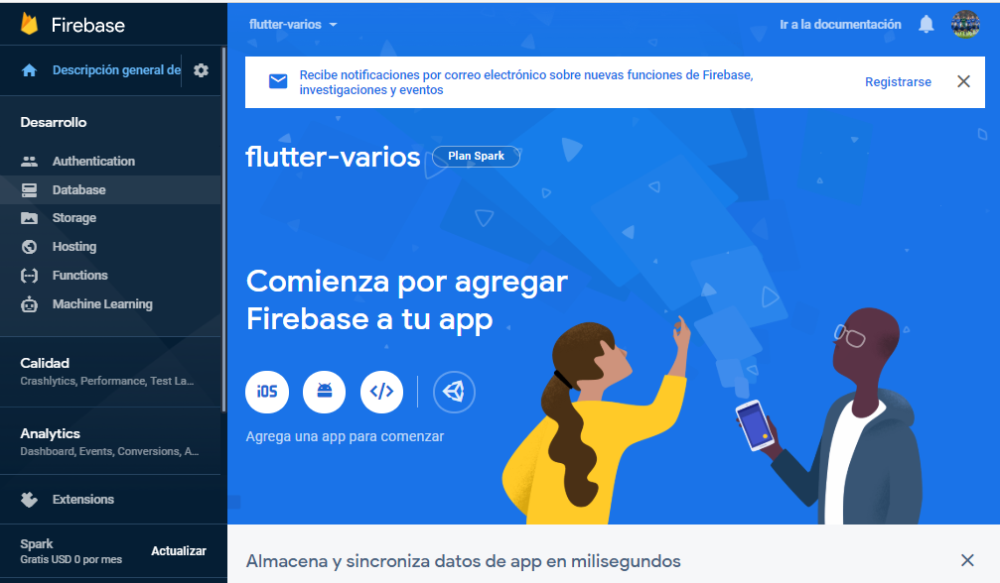 Firebase
flutter-varios
Ir a la documentación
Descripción general de
Recibe notificaciones por correo electrónico sobre nuevas funciones de Firebase,
investigaciones y eventos
Registrarse
Desarrollo
Authentication
Database
Storage
Hosting
Functions
Machine Learning
Calidad
Crashlytics, Performance, Test La...
Analytics
Dashboard, Events, Conversions, A...
Extensions
Spark
Gratis USD 0 por mes
Actualizar
flutter-varios
Plan Spark
Comienza por agregar
Firebase a tu app
iOS
</>
Agrega una app para comenzar
Almacena y sincroniza datos de app en milisegundos